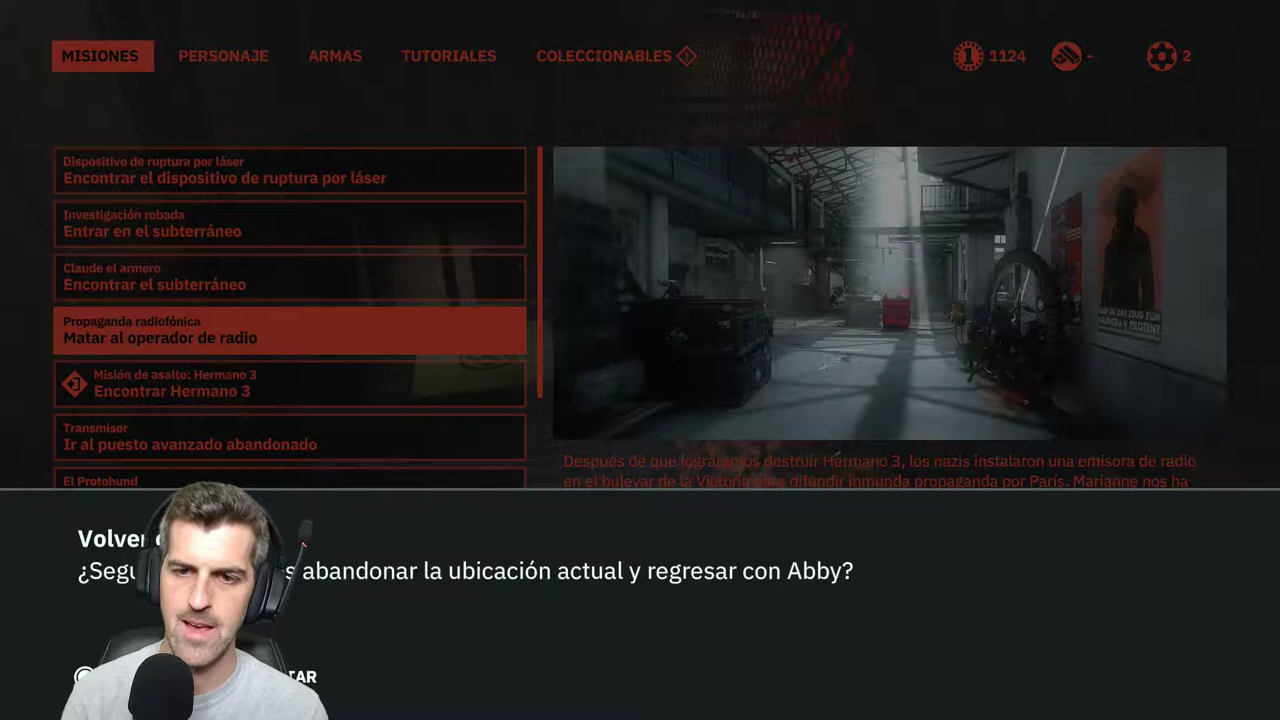 MISIONES PERSONAJE ARMAS TUTORIALES COLECCIONABLES 1124 - 2
Dispositivo de ruptura por láser
Encontrar el dispositivo de ruptura por láser
Investigación robada
Entrar en el subterráneo
Claude el armero
Encontrar el subterráneo
Propaganda radiofónica
Matar al operador de radio
Misión de asalto: Hermano 3
Encontrar Hermano 3
Transmisor
Ir al puesto avanzado abandonado
El Protohund
Después de que lográramos destruir Hermano 3, los nazis instalaron una emisora de radio
en el bulevar de la Victoria para difundir inmunda propaganda por París. Marianne nos ha
Volver
abandonar la ubicación actual y regresar con Abby?